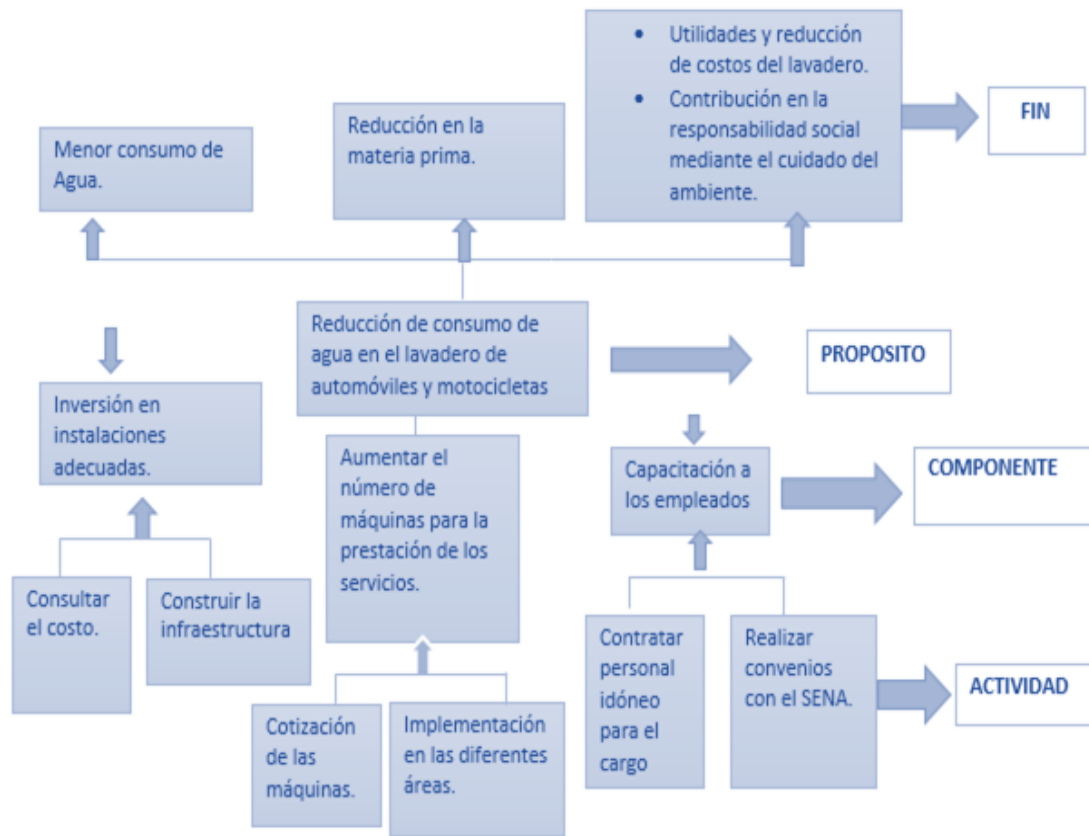 • Utilidades y reducción
de costos del lavadero.
• Contribución en la
responsabilidad social
mediante el cuidado del
ambiente.
FIN
Reducción en la
materia prima.
Menor consumo de
Agua.
Reducción de consumo de
agua en el lavadero de
automóviles y motocicletas
PROPOSITO
Inversión en
instalaciones
adecuadas.
Aumentar el
número de
máquinas para la
prestación de los
servicios.
Capacitación a
los empleados
COMPONENTE
Consultar
el costo.
Construir la
infraestructura
Contratar
personal
idóneo
para el
cargo
Realizar
convenios
con el SENA.
ACTIVIDAD
Cotización
de las
máquinas.
Implementación
en las diferentes
áreas.